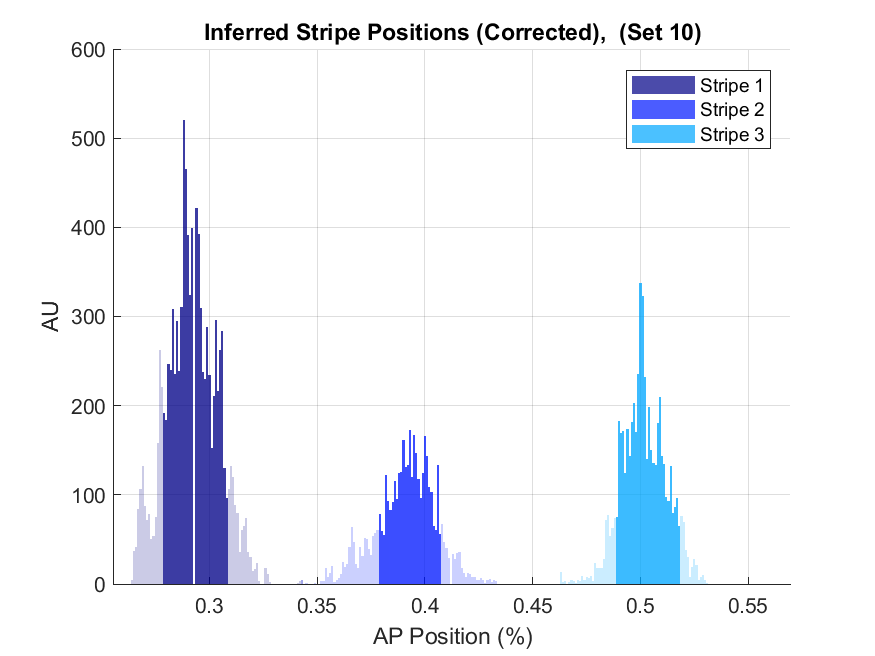 Inferred Stripe Positions (Corrected),  (Set 10)
600
500
400
300
200
100
0
AU
Stripe 1
Stripe 2
Stripe 3
0.3
0.35
0.4
0.45
0.5
0.55
AP Position (%)